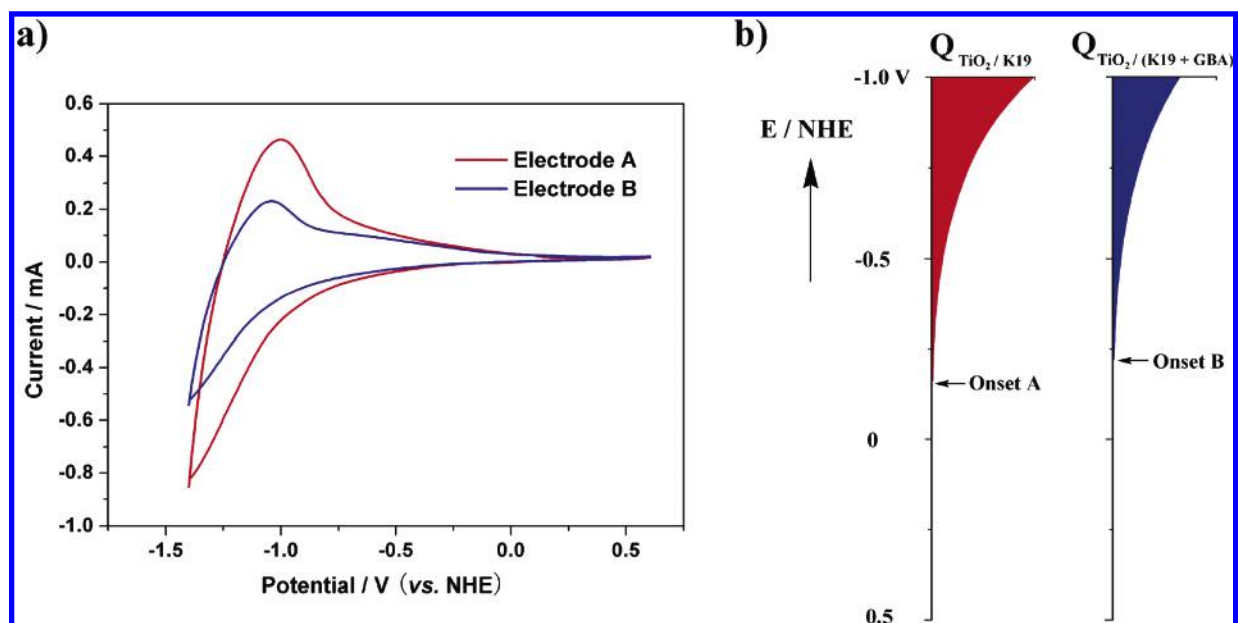 a)
0.6
0.4
0.2
0.0
-0.2
-0.4
-0.6
-0.8
-1.0
Current / mA
Electrode A
Electrode B
-1.5 -1.0 -0.5 0.0 0.5
Potential / V (vs. NHE)
b)
Q TiO2 / K19
Q TiO2 / (K19 + GBA)
-1.0 V
E / NHE
-0.5
Onset A
Onset B
0
0.5